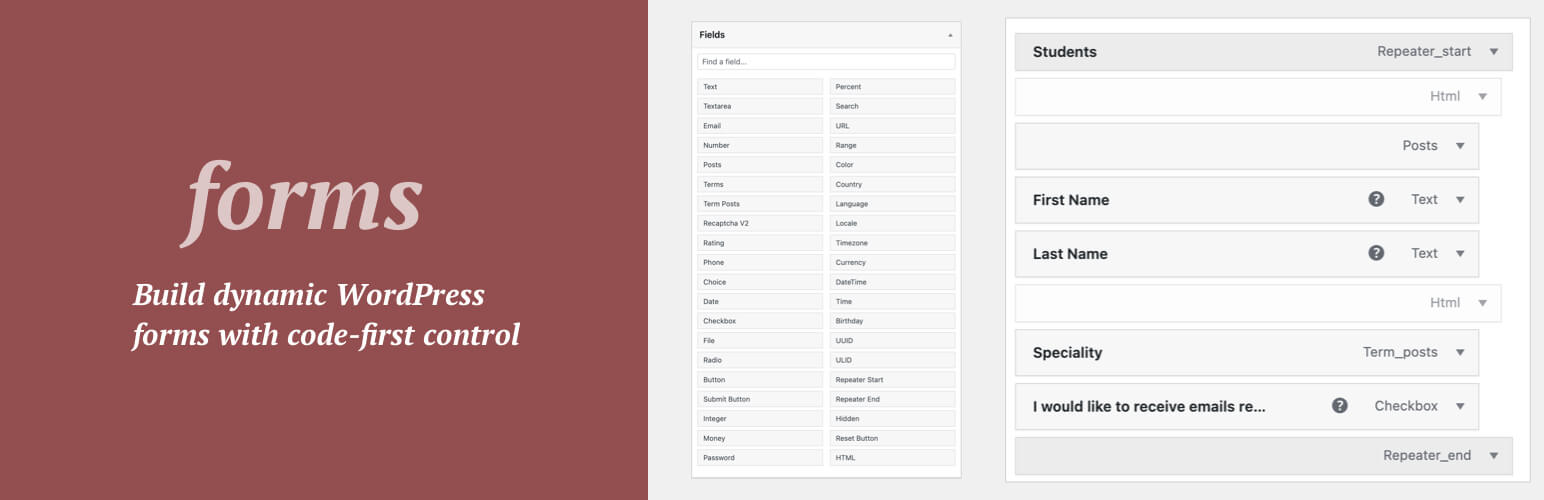 forms
Build dynamic WordPress
forms with code-first control
Fields
Find a field...
Text
Percent
Textarea
Search
Email
URL
Number
Range
Posts
Color
Terms
Country
Term Posts
Language
Recaptcha V2
Locale
Rating
Timezone
Phone
Currency
Choice
DateTime
Date
Time
Checkbox
Birthday
File
UUID
Radio
ULID
Button
Repeater Start
Submit Button
Repeater End
Integer
Hidden
Money
Reset Button
Password
HTML
Students Repeater_start
Html
Posts
First Name ? Text
Last Name ? Text
Html
Speciality Term_posts
I would like to receive emails re... ? Checkbox
Repeater_end